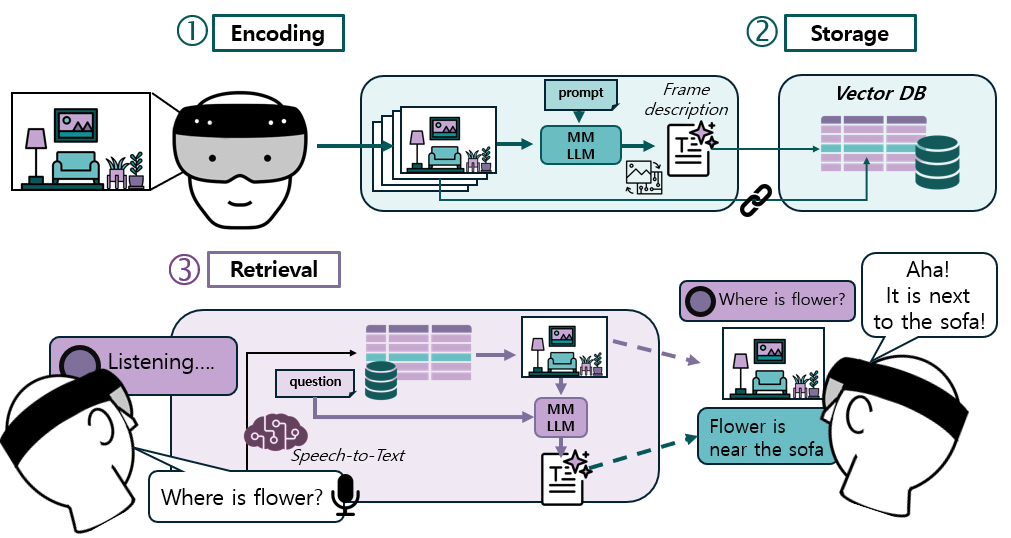 ① Encoding
② Storage
prompt
Frame
description
MM
LLM
T
Vector DB
③ Retrieval
Listening....
question
Speech-to-Text
Where is flower?
MM
LLM
T
Where is flower?
Aha!
It is next
to the sofa!
Flower is
near the sofa